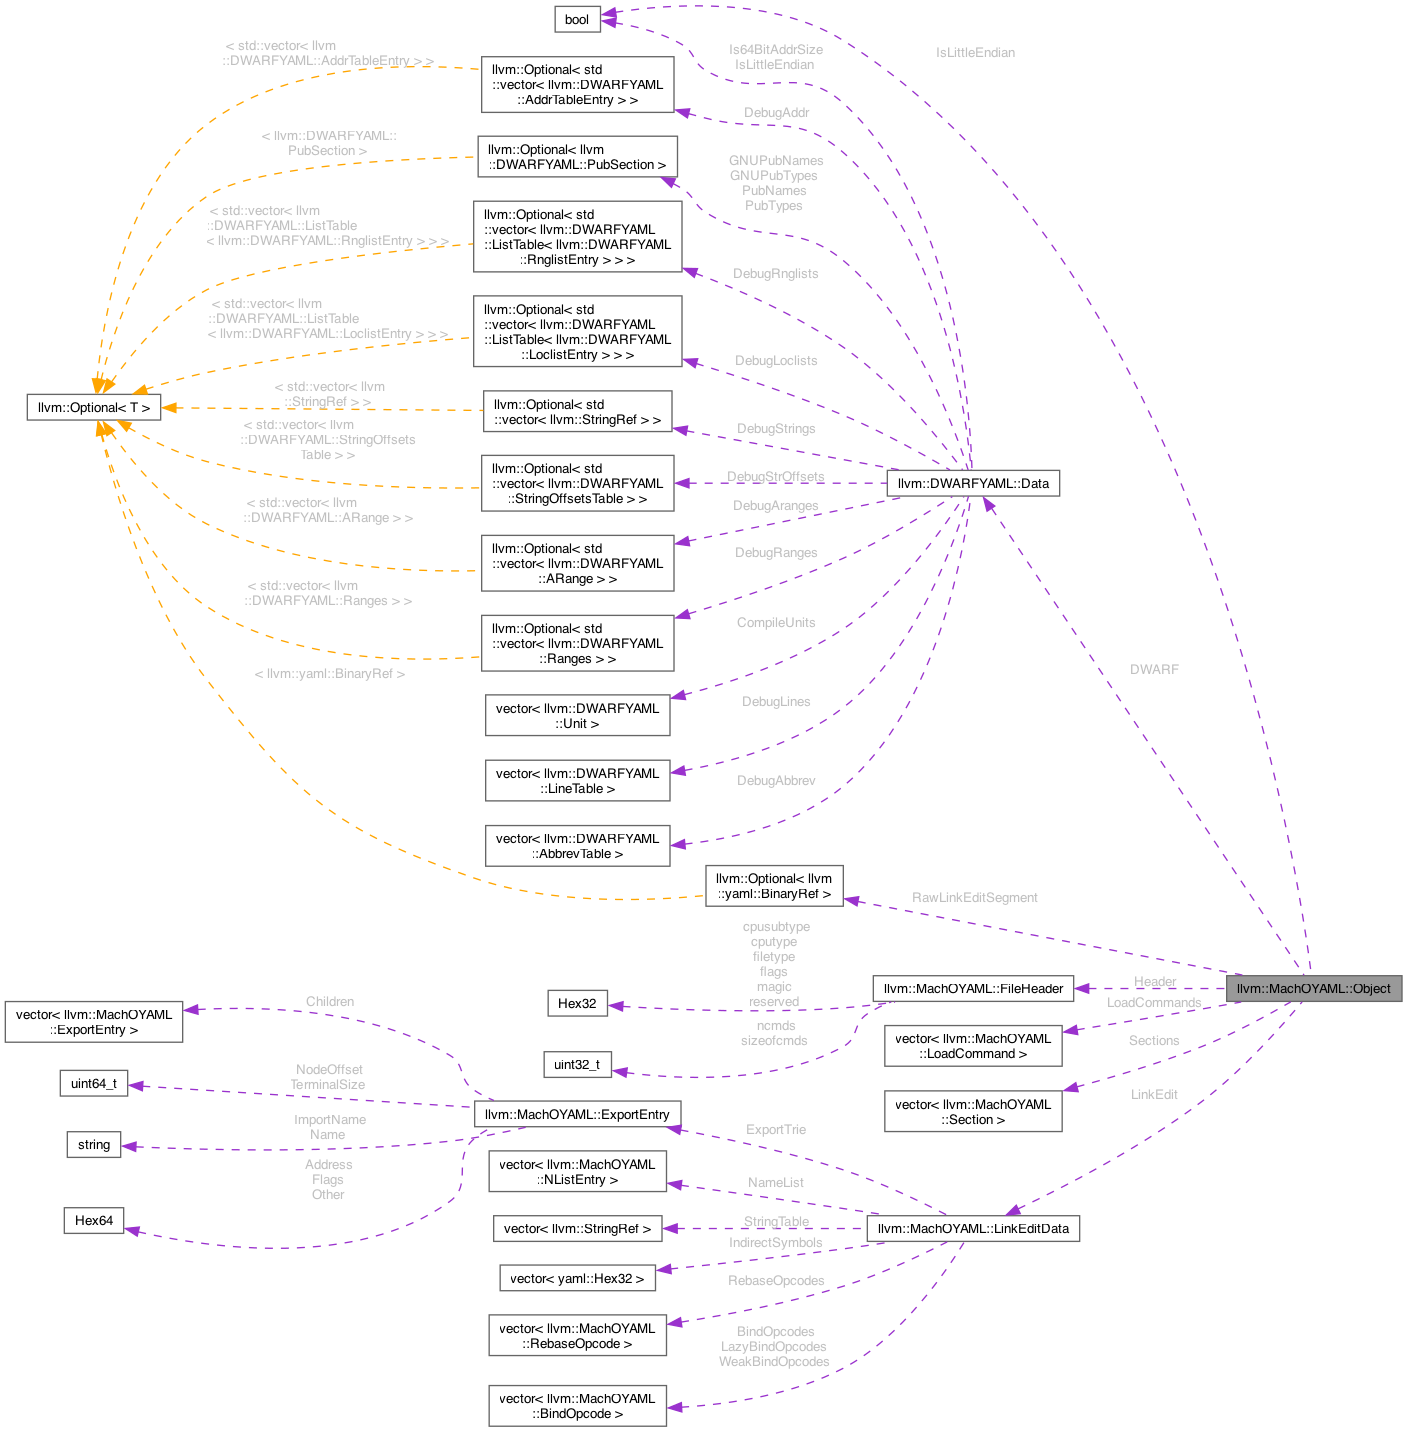 bool
IsLittleEndian
Is64BitAddrSize
IsLittleEndian
< std::vector< llvm
::DWARFYAML::AddrTableEntry > >
llvm::Optional< std
::vector< llvm::DWARFYAML
::AddrTableEntry > >
DebugAddr
< llvm::DWARFYAML::
PubSection >
llvm::Optional< llvm
::DWARFYAML::PubSection >
GNUPubNames
GNUPubTypes
PubNames
PubTypes
< std::vector< llvm
::DWARFYAML::ListTable
< llvm::DWARFYAML::RnglistEntry > > >
llvm::Optional< std
::vector< llvm::DWARFYAML
::ListTable< llvm::DWARFYAML
::RnglistEntry > > >
DebugRnglists
< std::vector< llvm
::DWARFYAML::ListTable
< llvm::DWARFYAML::LoclistEntry > > >
llvm::Optional< std
::vector< llvm::DWARFYAML
::ListTable< llvm::DWARFYAML
::LoclistEntry > > >
DebugLoclists
llvm::Optional< T >
< std::vector< llvm
::StringRef > >
llvm::Optional< std
::vector< llvm::StringRef > >
DebugStrings
< std::vector< llvm
::DWARFYAML::StringOffsets
Table > >
llvm::Optional< std
::vector< llvm::DWARFYAML
::StringOffsetsTable > >
DebugStrOffsets
llvm::DWARFYAML::Data
< std::vector< llvm
::DWARFYAML::ARange > >
llvm::Optional< std
::vector< llvm::DWARFYAML
::ARange > >
DebugAranges
< std::vector< llvm
::DWARFYAML::Ranges > >
llvm::Optional< std
::vector< llvm::DWARFYAML
::Ranges > >
DebugRanges
CompileUnits
< llvm::yaml::BinaryRef >
DWARF
vector< llvm::DWARFYAML
::Unit >
DebugLines
vector< llvm::DWARFYAML
::LineTable >
DebugAbbrev
vector< llvm::DWARFYAML
::AbbrevTable >
llvm::Optional< llvm
::yaml::BinaryRef >
RawLinkEditSegment
cpusubtype
cputype
filetype
flags
magic
reserved
Hex32
llvm::MachOYAML::FileHeader
Header
llvm::MachOYAML::Object
LoadCommands
ncmds
sizeofcmds
uint32_t
vector< llvm::MachOYAML
::LoadCommand >
Sections
vector< llvm::MachOYAML
::Section >
LinkEdit
Children
vector< llvm::MachOYAML
::ExportEntry >
NodeOffset
TerminalSize
uint64_t
llvm::MachOYAML::ExportEntry
ImportName
Name
string
ExportTrie
Address
Flags
Other
Hex64
vector< llvm::MachOYAML
::NListEntry >
NameList
vector< llvm::StringRef >
StringTable
llvm::MachOYAML::LinkEditData
IndirectSymbols
vector< yaml::Hex32 >
RebaseOpcodes
vector< llvm::MachOYAML
::RebaseOpcode >
BindOpcodes
LazyBindOpcodes
WeakBindOpcodes
vector< llvm::MachOYAML
::BindOpcode >